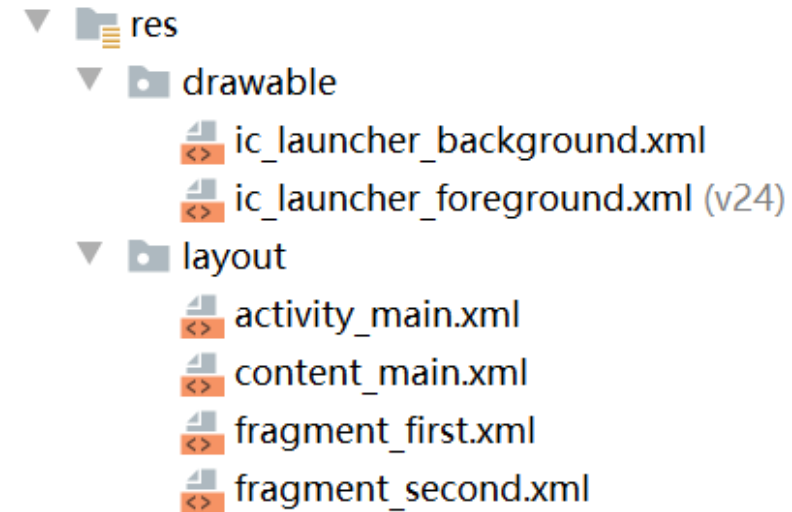 res
drawable
ic_launcher_background.xml
ic_launcher_foreground.xml (v24)
layout
activity_main.xml
content_main.xml
fragment_first.xml
fragment_second.xml